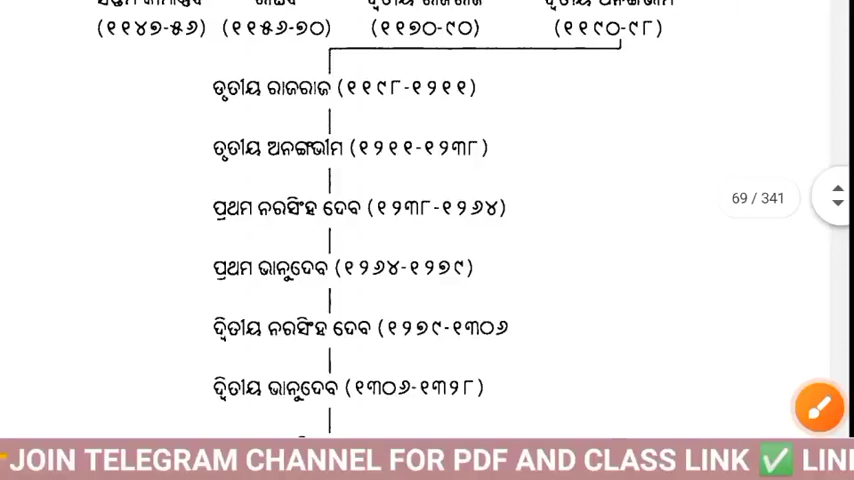 (୧୧୪୭-୫୬) (୧୧୫୬-୭୦) (୧୧୭୦-୯୦) (୧୧୯୦-୯୮)
ତୃତୀୟ ରାଜରାଜ (୧୧୯୮-୧୨୧୧)
ତୃତୀୟ ଅନଙ୍ଗଭୀମ (୧୨୧୧-୧୨୩୮)
ପ୍ରଥମ ନରସିଂହ ଦେବ (୧୨୩୮-୧୨୬୪)
69 / 341
ପ୍ରଥମ ଭାନୁଦେବ (୧୨୬୪-୧୨୭୯)
ଦ୍ୱିତୀୟ ନରସିଂହ ଦେବ (୧୨୭୯-୧୩୦୬
ଦ୍ୱିତୀୟ ଭାନୁଦେବ (୧୩୦୬-୧୩୨୮)
JOIN TELEGRAM CHANNEL FOR PDF AND CLASS LINK ✅ LIN